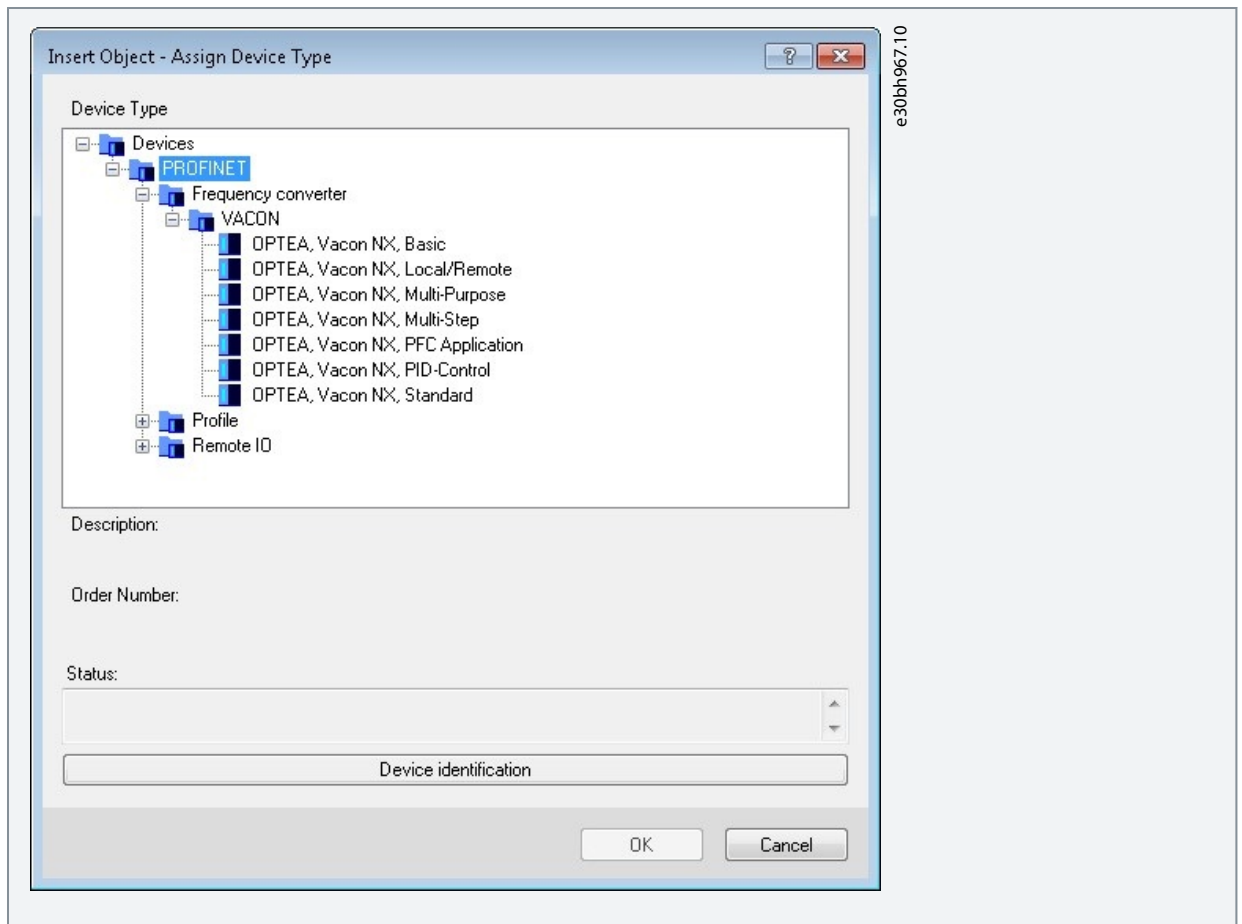 Insert Object - Assign Device Type
?
e30bh967.10
Device Type
Devices
PROFINET
Frequency converter
VACON
OPTEA, Vacon NX, Basic
OPTEA, Vacon NX, Local/Remote
OPTEA, Vacon NX, Multi-Purpose
OPTEA, Vacon NX, Multi-Step
OPTEA, Vacon NX, PFC Application
OPTEA, Vacon NX, PID-Control
OPTEA, Vacon NX, Standard
Profile
Remote IO
Description:
Order Number:
Status:
Device identification
OK Cancel